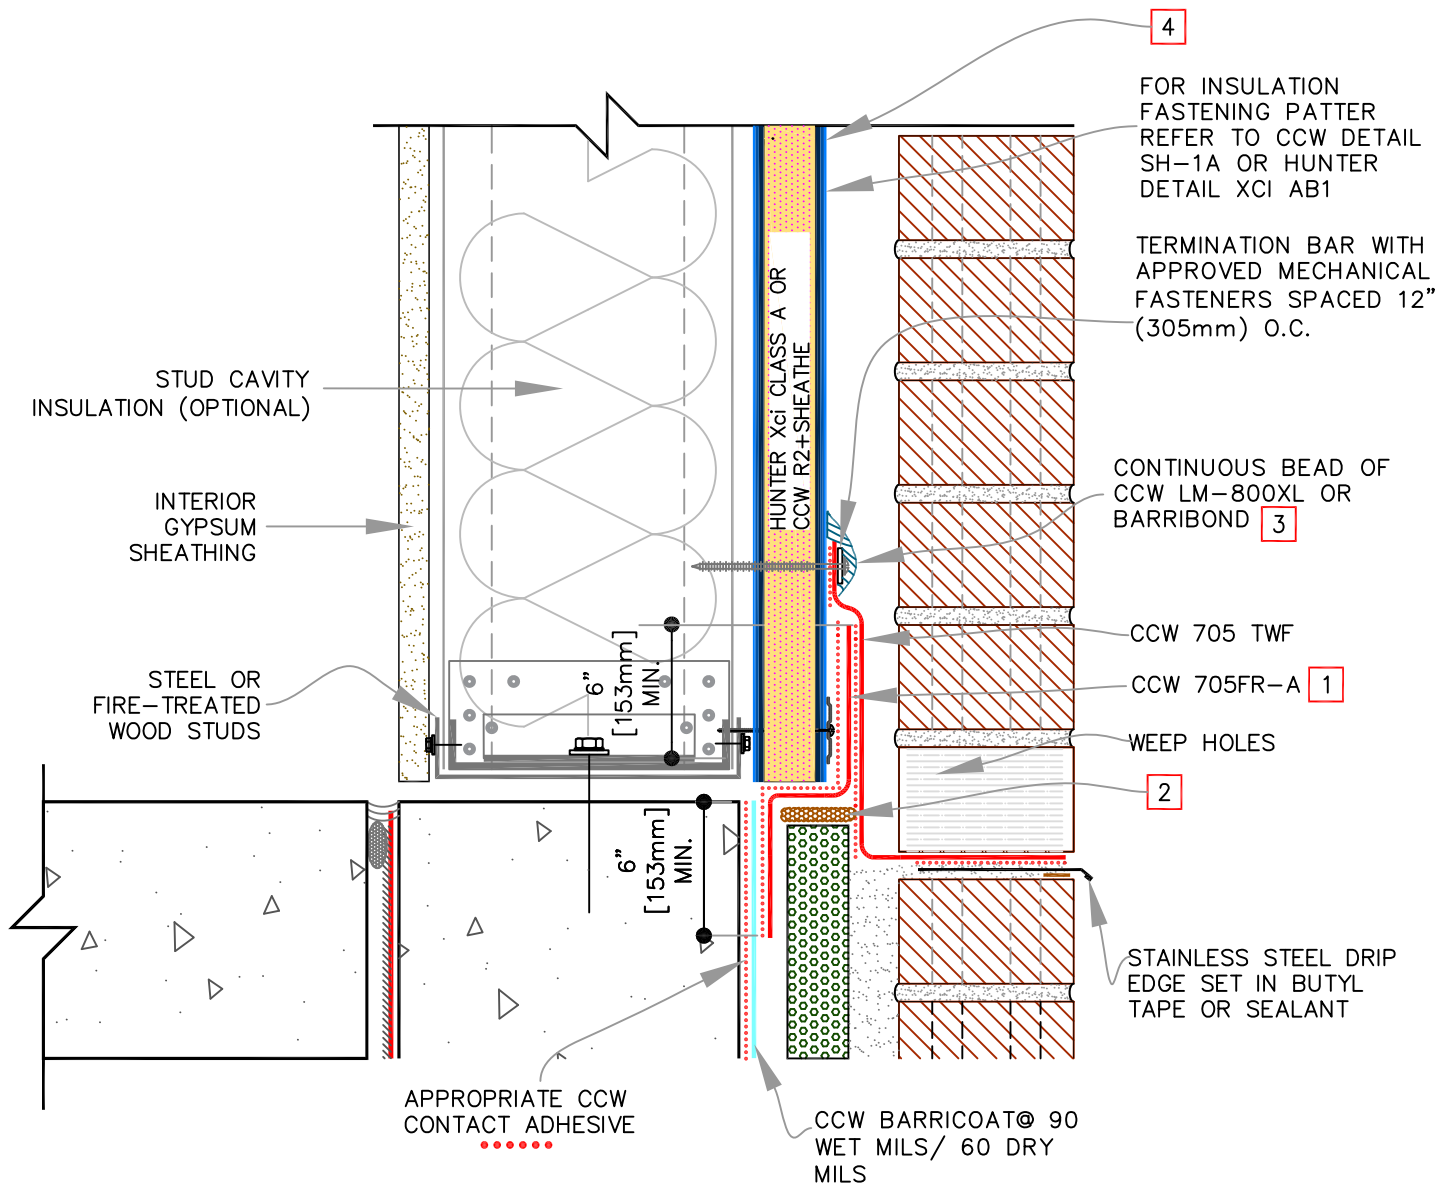 4
FOR INSULATION
FASTENING PATTER
REFER TO CCW DETAIL
SH-1A OR HUNTER
DETAIL XCI AB1
TERMINATION BAR WITH
APPROVED MECHANICAL
FASTENERS SPACED 12"
(305mm) O.C.
HUNTER Xci CLASS A OR
CCW R2+SHEATHE
STUD CAVITY
INSULATION (OPTIONAL)
CONTINUOUS BEAD OF
CCW LM-800XL OR
BARRIBOND 3
INTERIOR
GYPSUM
SHEATHING
CCW 705 TWF
CCW 705FR-A 1
STEEL OR
FIRE-TREATED
WOOD STUDS
6"
[153mm]
MIN.
WEEP HOLES
2
6"
[153mm]
MIN.
STAINLESS STEEL DRIP
EDGE SET IN BUTYL
TAPE OR SEALANT
APPROPRIATE CCW
CONTACT ADHESIVE
CCW BARRICOAT@ 90
WET MILS/ 60 DRY
MILS